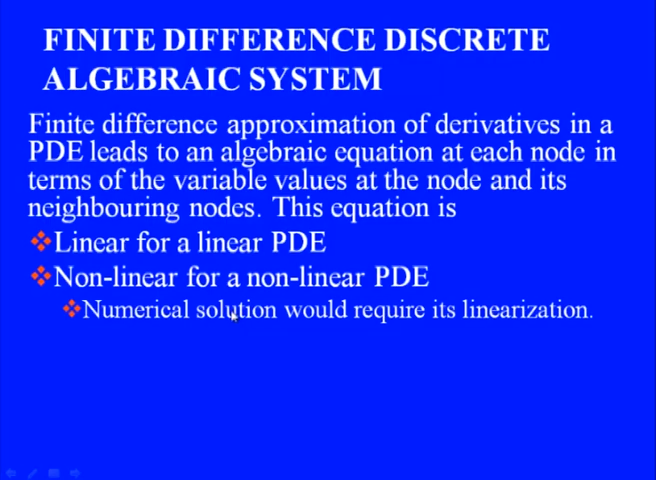 FINITE DIFFERENCE DISCRETE
ALGEBRAIC SYSTEM
Finite difference approximation of derivatives in a
PDE leads to an algebraic equation at each node in
terms of the variable values at the node and its
neighbouring nodes. This equation is
❖Linear for a linear PDE
❖Non-linear for a non-linear PDE
❖Numerical solution would require its linearization.